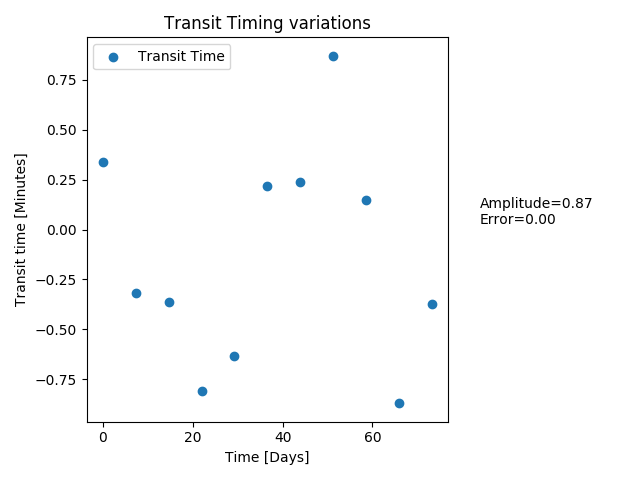 Transit Timing variations
Transit Time
0.75
0.50
0.25
0.00
−0.25
−0.50
−0.75
Transit time [Minutes]
0
20
40
60
Time [Days]
Amplitude=0.87
Error=0.00